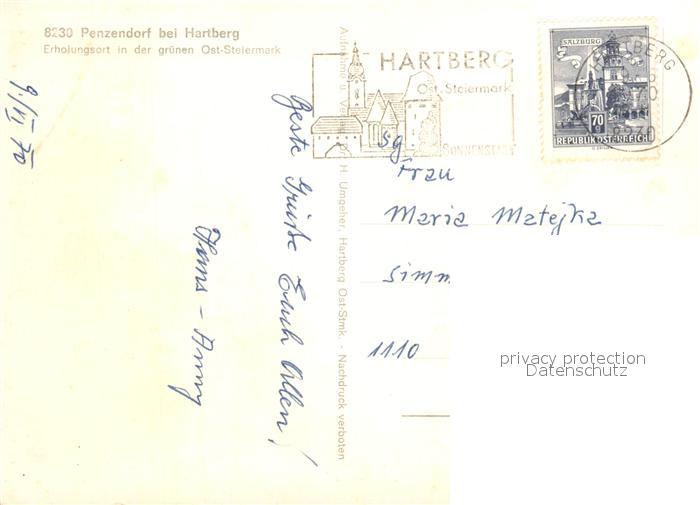 8230 Penzendorf bei Hartberg
Erholungsort in der grünen Ost-Steiermark
9./VI 70
Beste Grüße Euch Allen!
Hans - Anny
H. Umgeher, Hartberg Ost-Stmk. - Nachdruck verboten
HARTBERG
Ost. Steiermark
SONNENSTADT
SALZBURG
70
REPUBLIK ÖSTERREICH
HARTBERG
sg
Frau
Maria Matejka
Simm
1110
privacy protection
Datenschutz